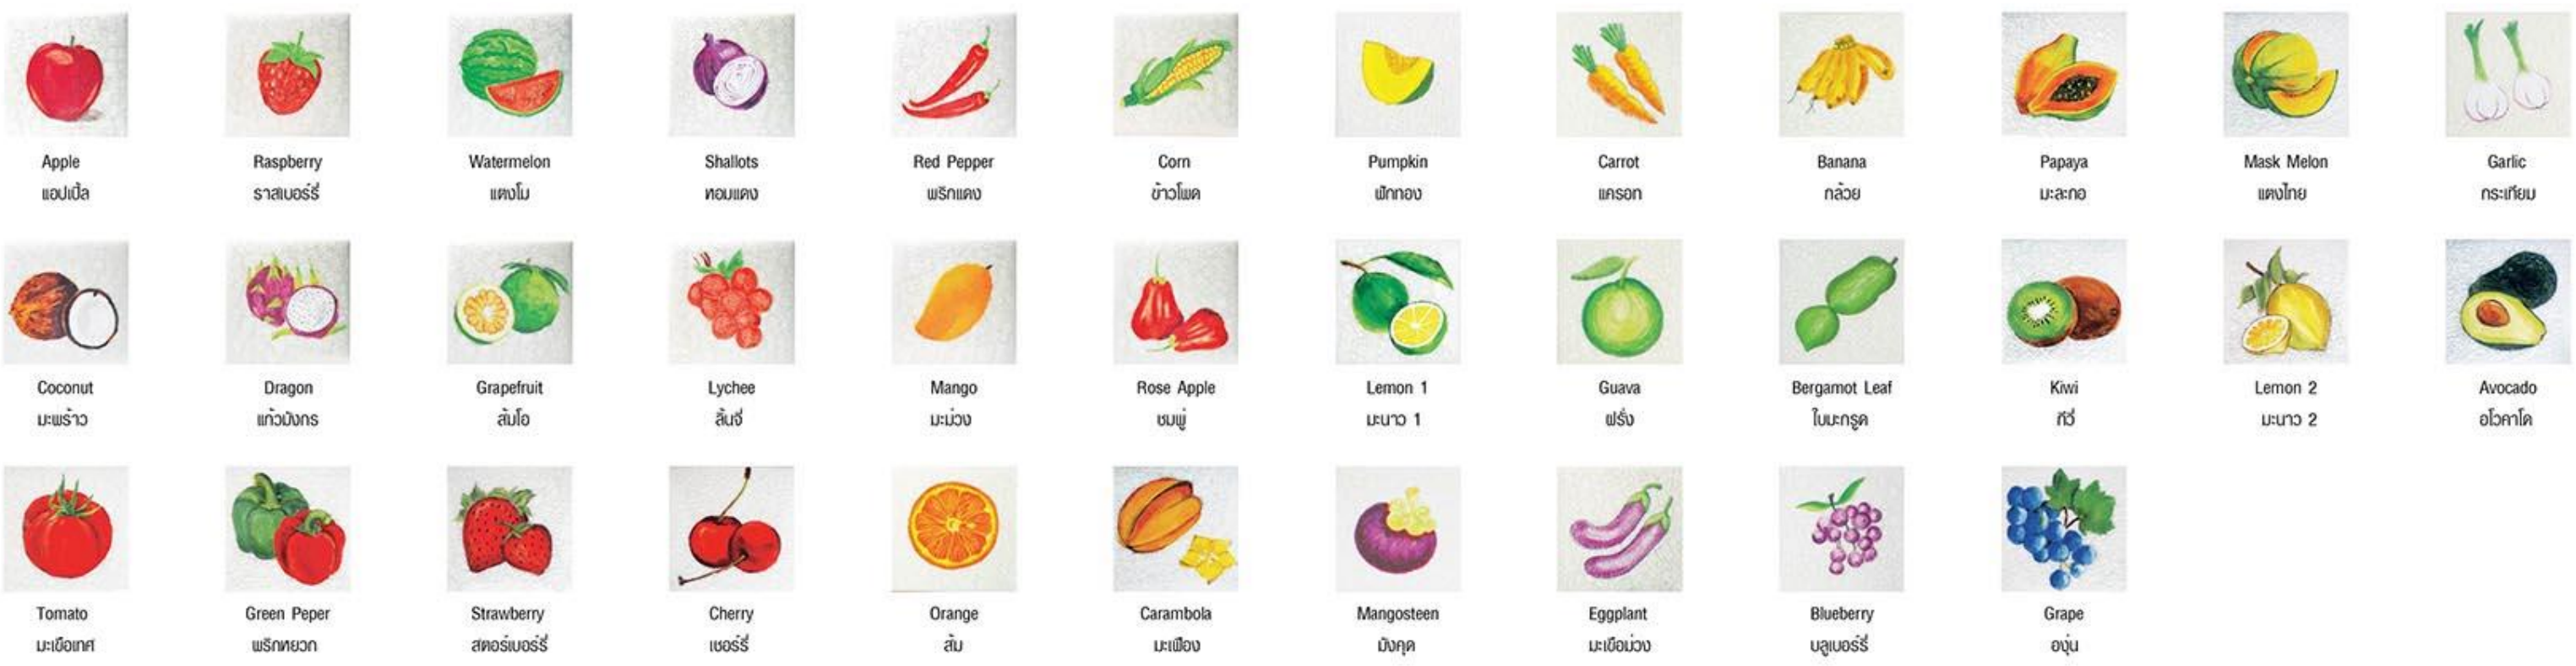 Apple Raspberry Watermelon Shallots Red Pepper Corn Pumpkin Carrot Banana Papaya Mask Melon Garlic
แอปเปิ้ล ราสเบอร์รี่ แตงโม หอมแดง พริกแดง ข้าวโพด ฟักทอง แครอท กล้วย มะละกอ แตงไทย กระเทียม
Coconut Dragon Grapefruit Lychee Mango Rose Apple Lemon 1 Guava Bergamot Leaf Kiwi Lemon 2 Avocado
มะพร้าว แก้วมังกร ส้มโอ ลิ้นจี่ มะม่วง ชมพู่ มะนาว 1 ฝรั่ง ใบมะกรูด กีวี่ มะนาว 2 อโวคาโด
Tomato Green Peper Strawberry Cherry Orange Carambola Mangosteen Eggplant Blueberry Grape
มะเขือเทศ พริกหยวก สตอร์เบอร์รี่ เชอร์รี่ ส้ม มะเฟือง มังคุด มะเขือม่วง บลูเบอร์รี่ องุ่น